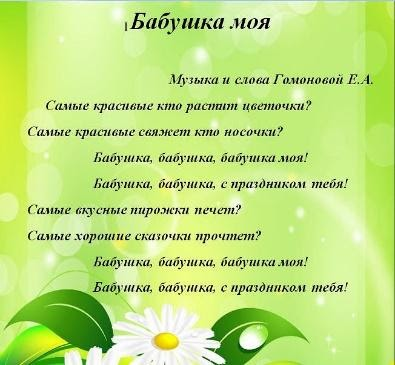 Бабушка моя
Музыка и слова Гомоновой Е.А.
Самые красивые кто растит цветочки?
Самые красивые свяжет кто носочки?
Бабушка, бабушка, бабушка моя!
Бабушка, бабушка, с праздником тебя!
Самые вкусные пирожки печет?
Самые хорошие сказочки прочтет?
Бабушка, бабушка, бабушка моя!
Бабушка, бабушка, с праздником тебя!